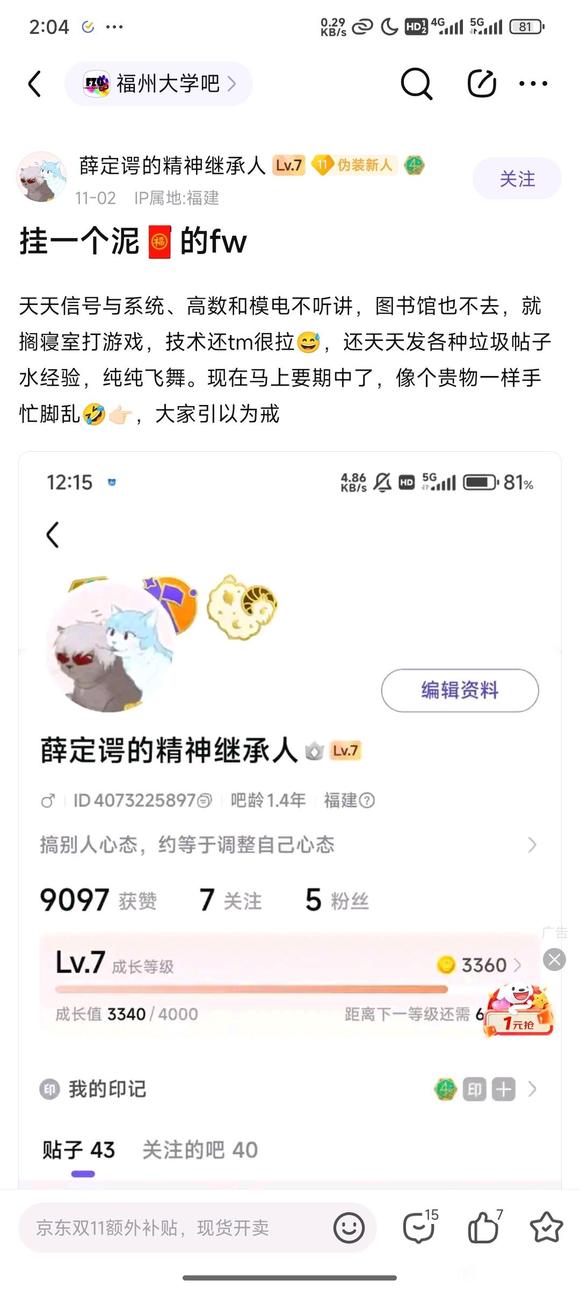 2:04
0.29
KB/s
HD
4G
5G
81
福州大学吧
薛定谔的精神继承人 Lv.7 11 伪装新人
关注
11-02 IP属地:福建
挂一个泥🧧的fw
天天信号与系统、高数和模电不听讲，图书馆也不去，就
搁寝室打游戏，技术还tm很拉😅，还天天发各种垃圾帖子
水经验，纯纯飞舞。现在马上要期中了，像个贵物一样手
忙脚乱🤣👉🏻，大家引以为戒
12:15
4.86
KB/s
HD
5G
81%
编辑资料
薛定谔的精神继承人 Lv.7
ID 4073225897 吧龄 1.4年 福建
搞别人心态，约等于调整自己心态
9097 获赞 7 关注 5 粉丝
广告
Lv.7 成长等级 3360
成长值 3340 / 4000 距离下一等级还需 6
1元抢
印 我的印记 印
贴子 43 关注的吧 40
京东双11额外补贴，现货开卖
15
7